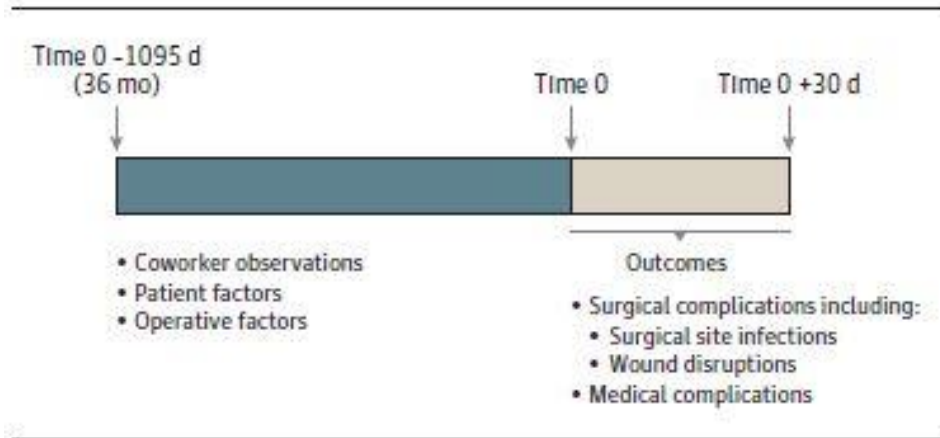 Time 0 -1095 d
(36 mo)
Time 0
Time 0 +30 d
• Coworker observations
• Patient factors
• Operative factors
Outcomes
• Surgical complications including:
• Surgical site infections
• Wound disruptions
• Medical complications